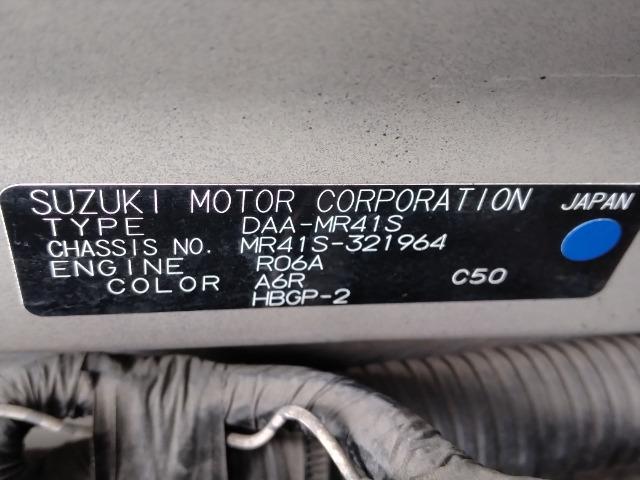 SUZUKI MOTOR CORPORATION JAPAN
TYPE DAA-MR41S
CHASSIS NO. MR41S-321964
ENGINE R06A
COLOR A6R C50
HBGP-2